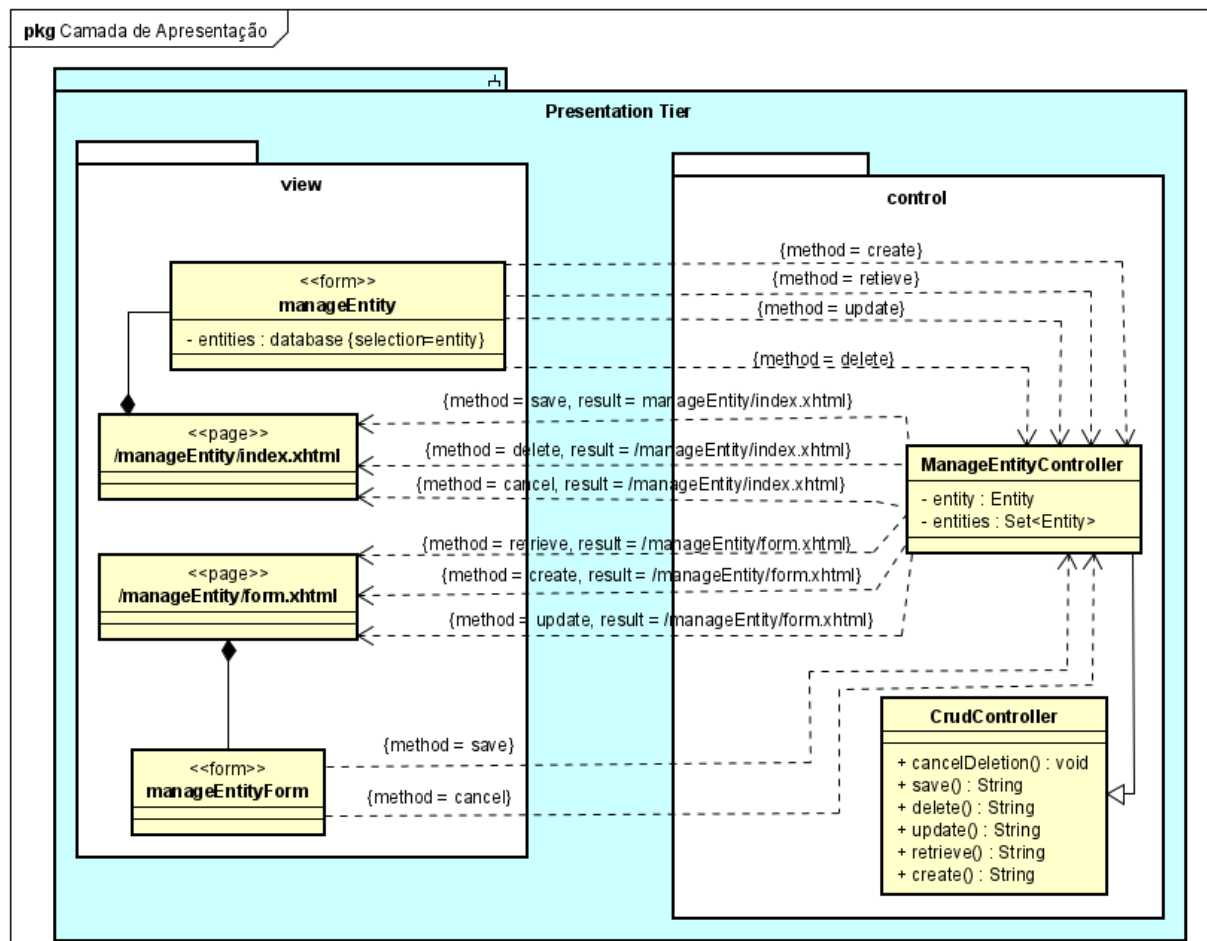 pkg Camada de Apresentação
Presentation Tier
view
control
<<form>>
manageEntity
- entities : database {selection=entity}
{method = create}
{method = retieve}
{method = update}
{method = delete}
{method = save, result = manageEntity/index.xhtml}
<<page>>
/manageEntity/index.xhtml
{method = delete, result = /manageEntity/index.xhtml}
{method = cancel, result = /manageEntity/index.xhtml}
ManageEntityController
- entity : Entity
- entities : Set<Entity>
{method = retrieve, result = /manageEntity/form.xhtml}
<<page>>
/manageEntity/form.xhtml
{method = create, result = /manageEntity/form.xhtml}
{method = update, result = /manageEntity/form.xhtml}
<<form>>
manageEntityForm
{method = save}
{method = cancel}
CrudController
+ cancelDeletion() : void
+ save() : String
+ delete() : String
+ update() : String
+ retrieve() : String
+ create() : String